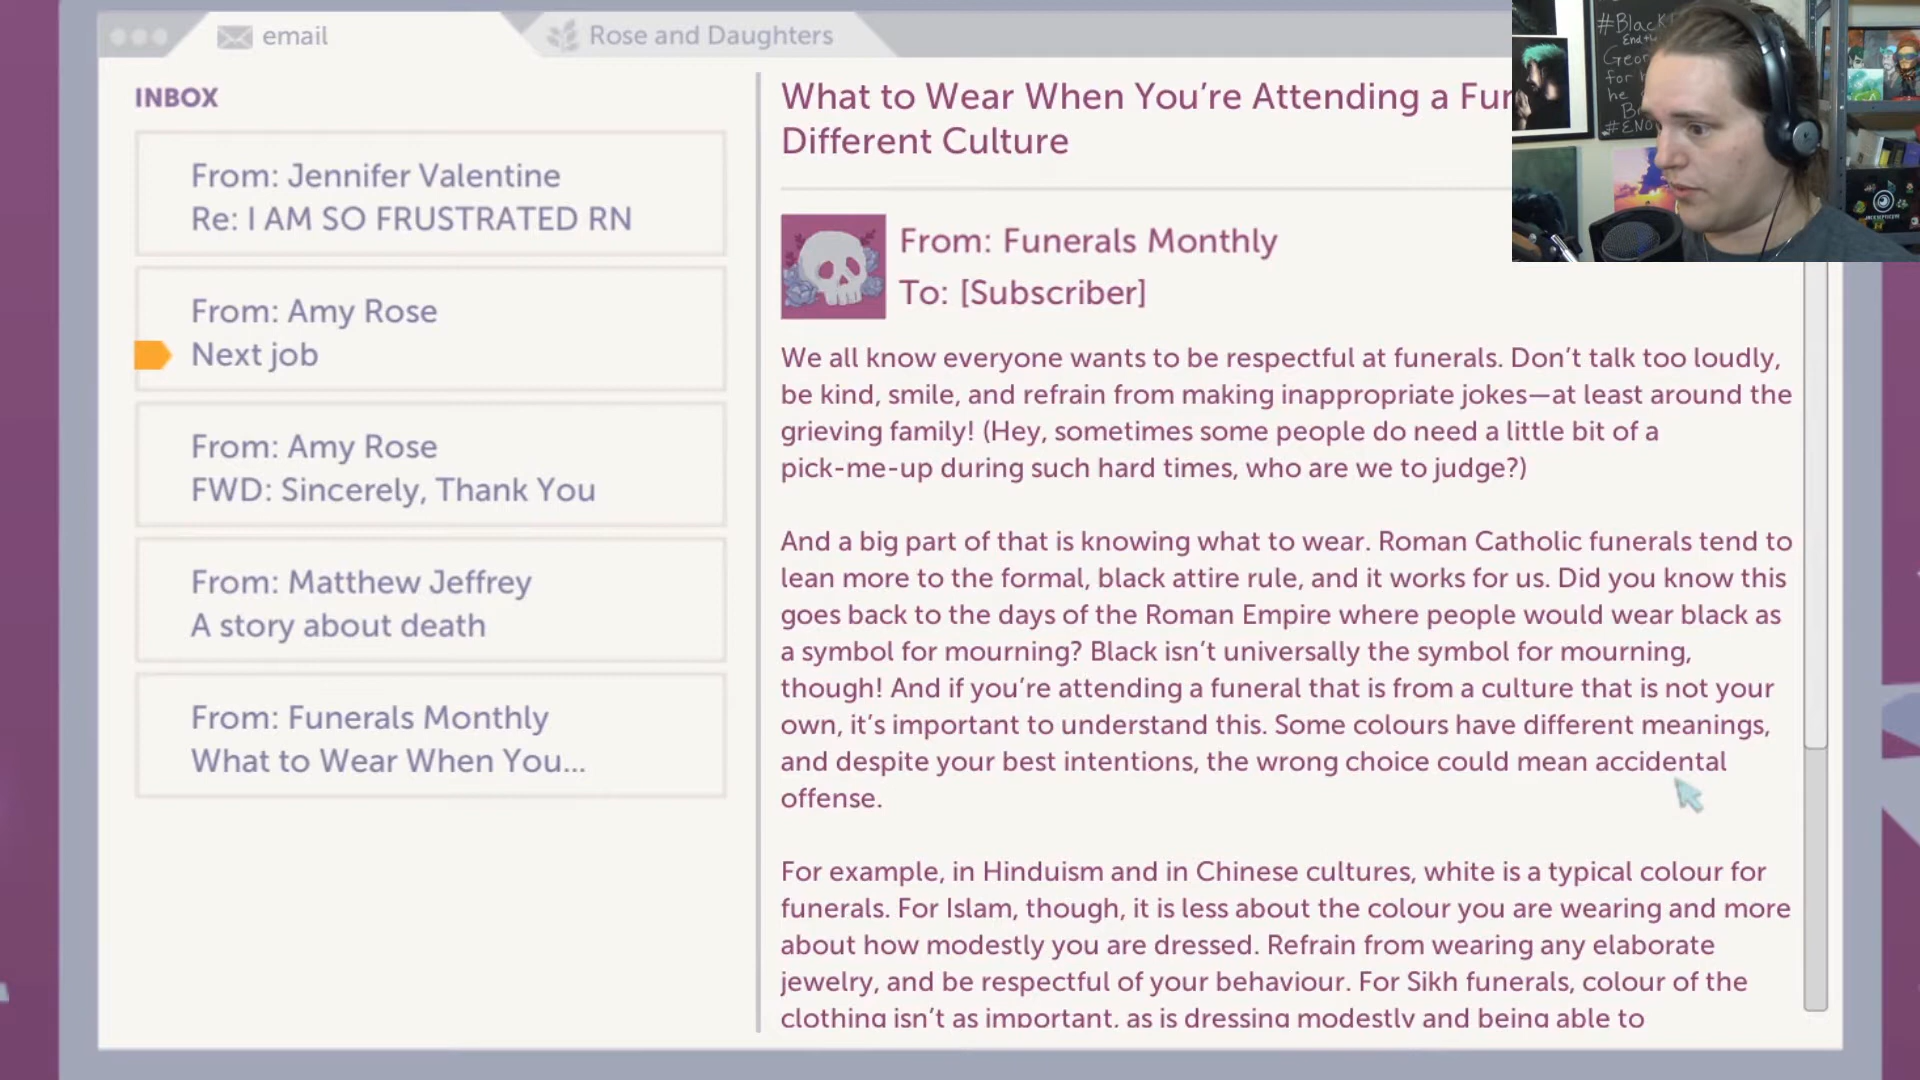 email
Rose and Daughters
INBOX
From: Jennifer Valentine
Re: I AM SO FRUSTRATED RN
From: Amy Rose
Next job
From: Amy Rose
FWD: Sincerely, Thank You
From: Matthew Jeffrey
A story about death
From: Funerals Monthly
What to Wear When You...
What to Wear When You're Attending a Fun
Different Culture
From: Funerals Monthly
To: [Subscriber]
We all know everyone wants to be respectful at funerals. Don't talk too loudly,
be kind, smile, and refrain from making inappropriate jokes—at least around the
grieving family! (Hey, sometimes some people do need a little bit of a
pick-me-up during such hard times, who are we to judge?)
And a big part of that is knowing what to wear. Roman Catholic funerals tend to
lean more to the formal, black attire rule, and it works for us. Did you know this
goes back to the days of the Roman Empire where people would wear black as
a symbol for mourning? Black isn't universally the symbol for mourning,
though! And if you're attending a funeral that is from a culture that is not your
own, it's important to understand this. Some colours have different meanings,
and despite your best intentions, the wrong choice could mean accidental
offense.
For example, in Hinduism and in Chinese cultures, white is a typical colour for
funerals. For Islam, though, it is less about the colour you are wearing and more
about how modestly you are dressed. Refrain from wearing any elaborate
jewelry, and be respectful of your behaviour. For Sikh funerals, colour of the
clothing isn't as important, as is dressing modestly and being able to
#Black
Geor
for
he